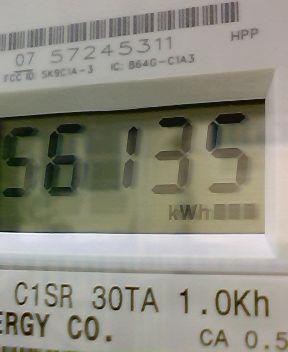 07 57245311
HPP
FCC ID: SK9C1A-3 IC: 864G-C1A3
56135
kWh
C1SR 30TA 1.0Kh
ERGY CO.
CA 0.5